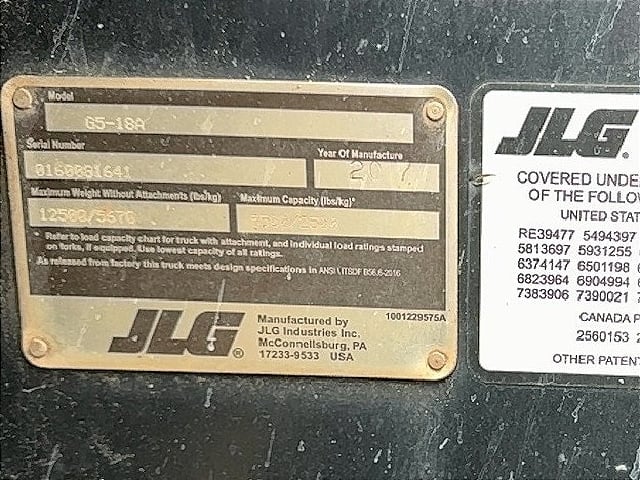 Model
G5-18A
Serial Number
0160081641
Year Of Manufacture
Maximum Weight Without Attachments (lbs/kg)
12500/5670
Maximum Capacity (lbs/kg)*
* Refer to load capacity chart for truck with attachment, and individual load ratings stamped
on forks, if equipped. Use lowest capacity of all ratings.
As released from factory this truck meets design specifications in ANSI \ ITSDF B56.6-2016
JLG®
Manufactured by
JLG Industries Inc.
McConnellsburg, PA
17233-9533 USA
1001229575A
JLG.
COVERED UNDE
OF THE FOLLO
UNITED STAT
RE39477 5494397
5813697 5931255
6374147 6501198
6823964 6904994
7383906 7390021
CANADA P
2560153
OTHER PATENT